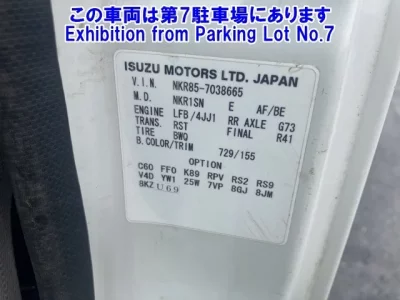 この車両は第7駐車場にあります
Exhibition from Parking Lot No.7
ISUZU MOTORS LTD. JAPAN
V.I.N. NKR85-7038665
M.D. NKR1SN E AF/BE
ENGINE LFB/4JJ1 RR AXLE G73
TRANS. RST FINAL R41
TIRE BWQ
B.COLOR/TRIM 729/155
OPTION
C60 FF0 K89 RPV RS2 RS9
V4D YW1 25W 7VP 8GJ 8JM
8KZ U69